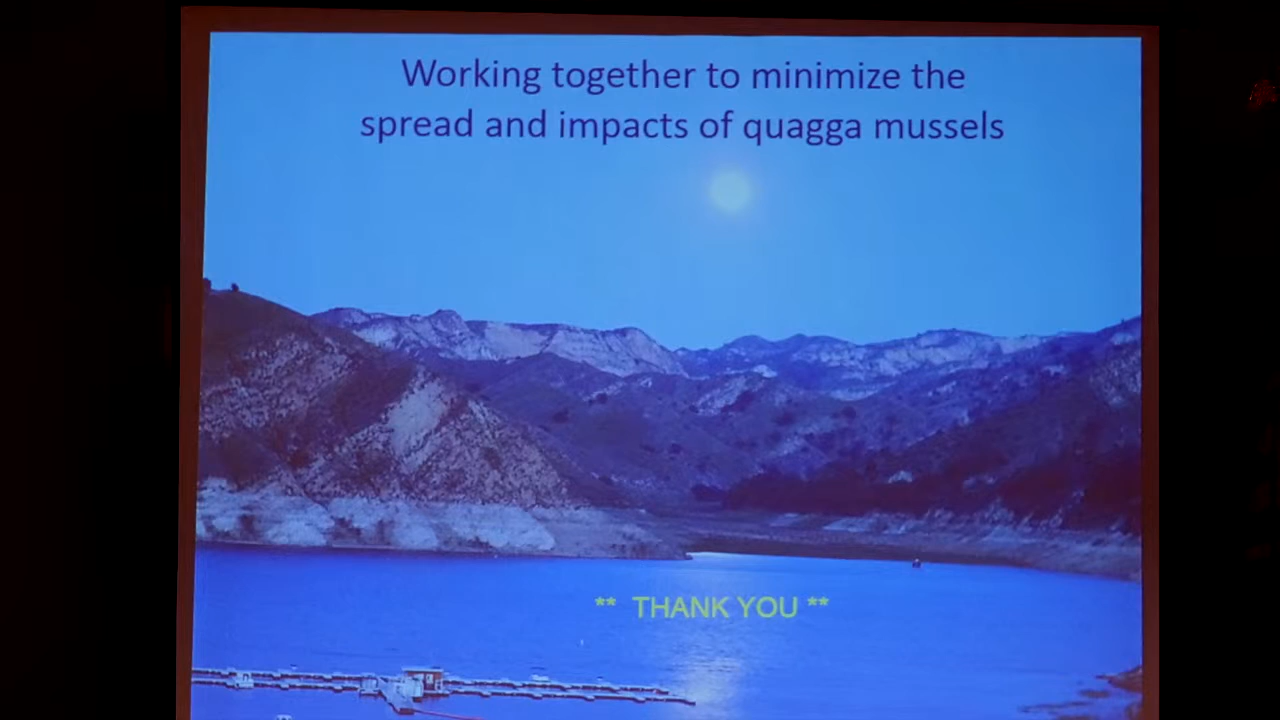 Working together to minimize the
spread and impacts of quagga mussels
** THANK YOU **